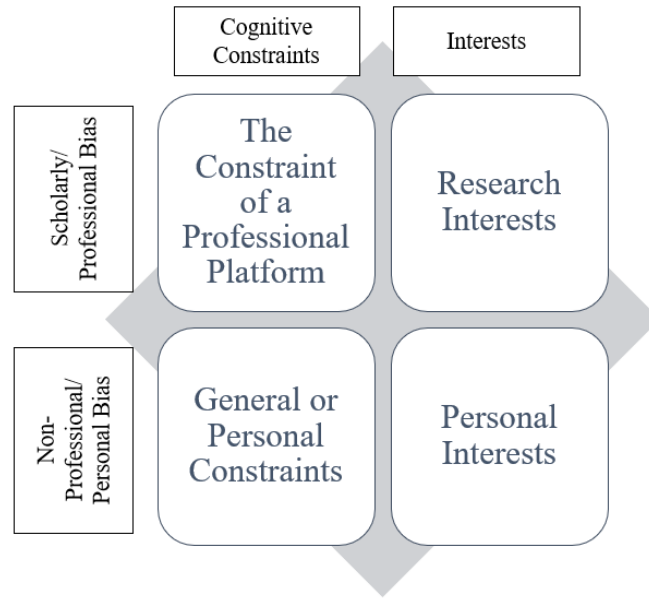 Cognitive
Constraints
Interests
Scholarly/
Professional Bias
The
Constraint
of a
Professional
Platform
Research
Interests
Non-
Professional/
Personal Bias
General or
Personal
Constraints
Personal
Interests